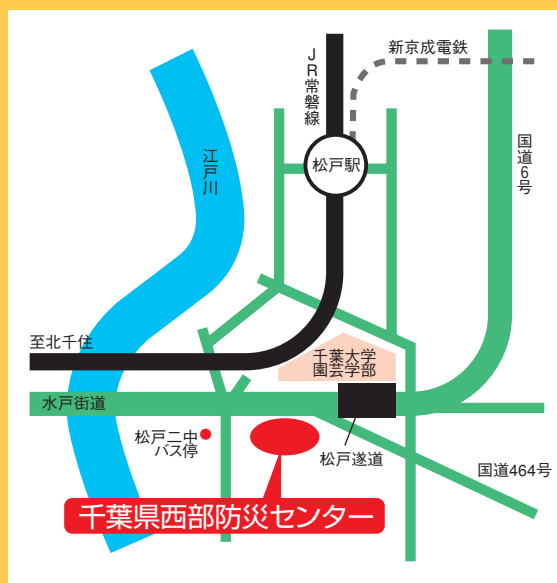 新京成電鉄
JR常磐線
国道6号
江戸川
松戸駅
至北千住
千葉大学
園芸学部
水戸街道
松戸二中
バス停
松戸遂道
国道464号
千葉県西部防災センター